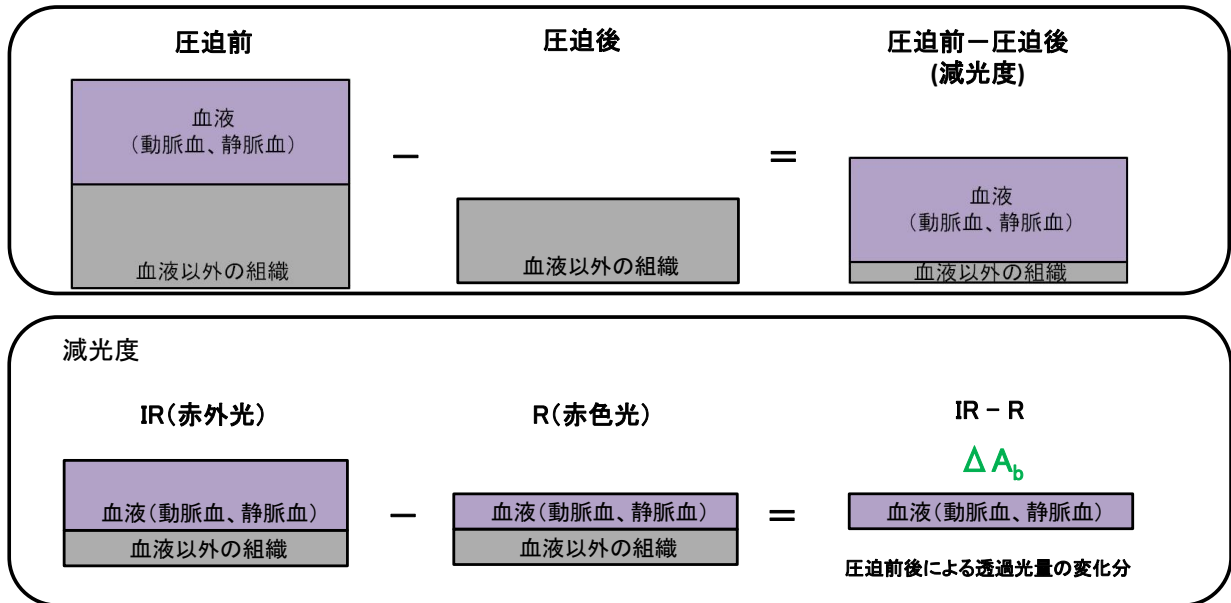 圧迫前
圧迫後
圧迫前－圧迫後
(減光度)
血液
(動脈血、静脈血)
血液以外の組織
－
血液以外の組織
＝
血液
(動脈血、静脈血)
血液以外の組織
減光度
IR(赤外光)
R(赤色光)
IR – R
ΔA_b
血液(動脈血、静脈血)
血液以外の組織
－
血液(動脈血、静脈血)
血液以外の組織
＝
血液(動脈血、静脈血)
圧迫前後による透過光量の変化分